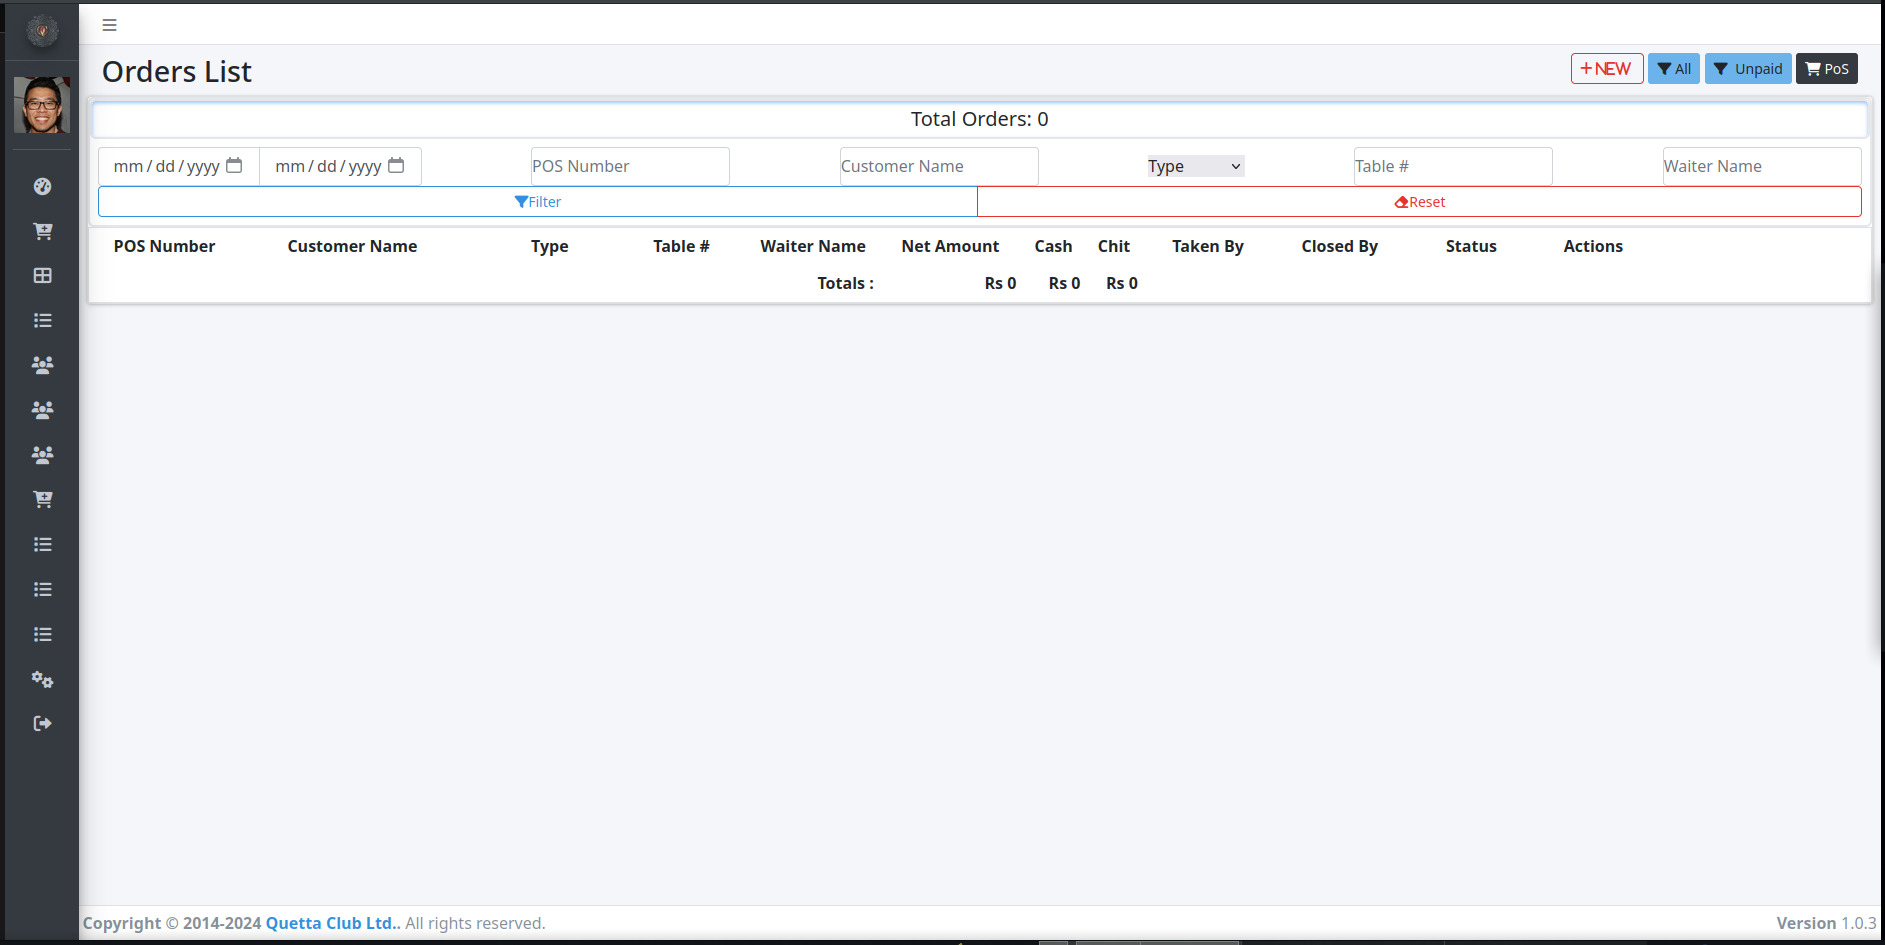 Orders List
+ NEW
All
Unpaid
PoS
Total Orders: 0
mm/dd/yyyy
mm/dd/yyyy
POS Number
Customer Name
Type
Table #
Waiter Name
Filter
Reset
POS Number Customer Name Type Table # Waiter Name Net Amount Cash Chit Taken By Closed By Status Actions
Totals : Rs 0 Rs 0 Rs 0
Copyright © 2014-2024 Quetta Club Ltd.. All rights reserved.
Version 1.0.3